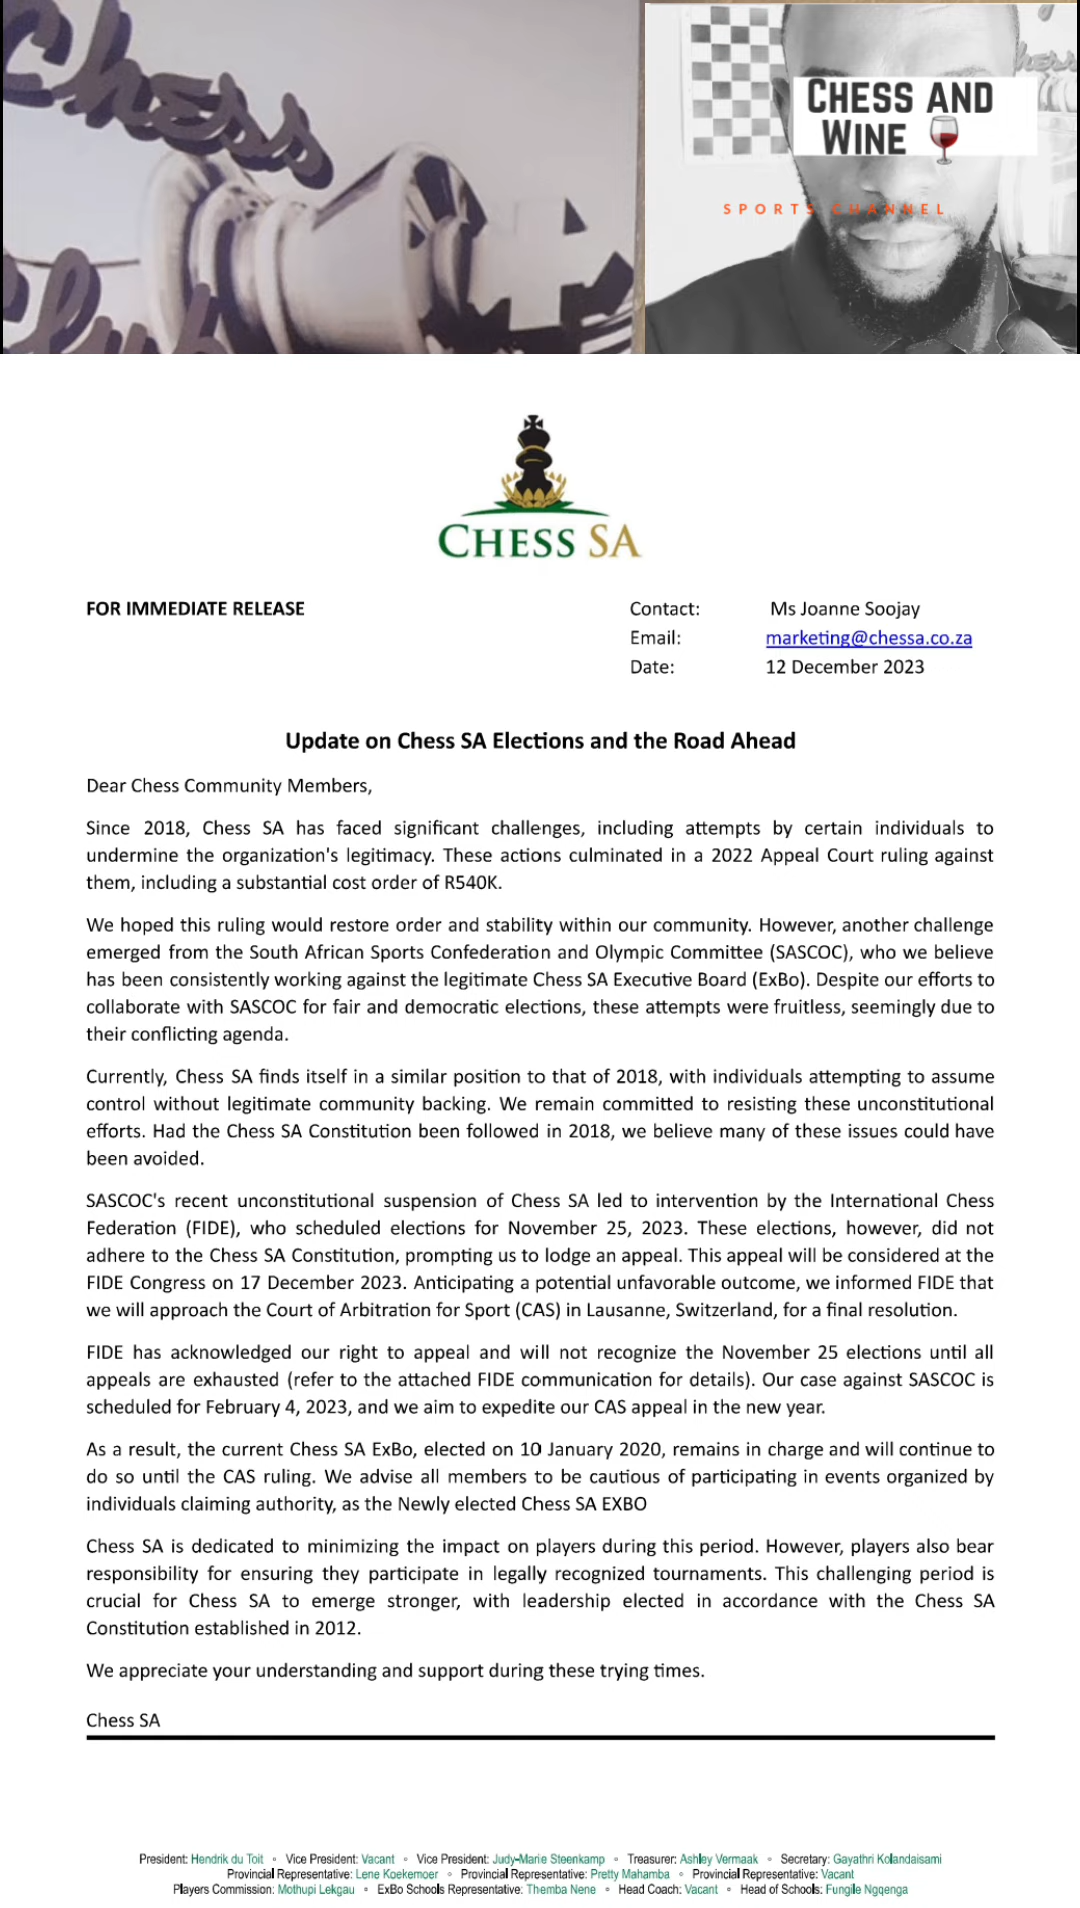 Chess
Club
CHESS AND
WINE
SPORTS CHANNEL
CHESS SA
FOR IMMEDIATE RELEASE
Contact: Ms Joanne Soojay
Email: marketing@chessa.co.za
Date: 12 December 2023
Update on Chess SA Elections and the Road Ahead
Dear Chess Community Members,
Since 2018, Chess SA has faced significant challenges, including attempts by certain individuals to
undermine the organization's legitimacy. These actions culminated in a 2022 Appeal Court ruling against
them, including a substantial cost order of R540K.
We hoped this ruling would restore order and stability within our community. However, another challenge
emerged from the South African Sports Confederation and Olympic Committee (SASCOC), who we believe
has been consistently working against the legitimate Chess SA Executive Board (ExBo). Despite our efforts to
collaborate with SASCOC for fair and democratic elections, these attempts were fruitless, seemingly due to
their conflicting agenda.
Currently, Chess SA finds itself in a similar position to that of 2018, with individuals attempting to assume
control without legitimate community backing. We remain committed to resisting these unconstitutional
efforts. Had the Chess SA Constitution been followed in 2018, we believe many of these issues could have
been avoided.
SASCOC's recent unconstitutional suspension of Chess SA led to intervention by the International Chess
Federation (FIDE), who scheduled elections for November 25, 2023. These elections, however, did not
adhere to the Chess SA Constitution, prompting us to lodge an appeal. This appeal will be considered at the
FIDE Congress on 17 December 2023. Anticipating a potential unfavorable outcome, we informed FIDE that
we will approach the Court of Arbitration for Sport (CAS) in Lausanne, Switzerland, for a final resolution.
FIDE has acknowledged our right to appeal and will not recognize the November 25 elections until all
appeals are exhausted (refer to the attached FIDE communication for details). Our case against SASCOC is
scheduled for February 4, 2023, and we aim to expedite our CAS appeal in the new year.
As a result, the current Chess SA ExBo, elected on 10 January 2020, remains in charge and will continue to
do so until the CAS ruling. We advise all members to be cautious of participating in events organized by
individuals claiming authority, as the Newly elected Chess SA EXBO
Chess SA is dedicated to minimizing the impact on players during this period. However, players also bear
responsibility for ensuring they participate in legally recognized tournaments. This challenging period is
crucial for Chess SA to emerge stronger, with leadership elected in accordance with the Chess SA
Constitution established in 2012.
We appreciate your understanding and support during these trying times.
Chess SA
President: Hendrik du Toit ◦ Vice President: Vacant ◦ Vice President: Judy-Marie Steenkamp ◦ Treasurer: Ashley Vermaak ◦ Secretary: Gayathri Kolandaisami
Provincial Representative: Lene Koekemoer ◦ Provincial Representative: Pretty Mahamba ◦ Provincial Representative: Vacant
Players Commission: Mothupi Lekgau ◦ ExBo Schools Representative: Themba Nene ◦ Head Coach: Vacant ◦ Head of Schools: Fungile Ngqenga